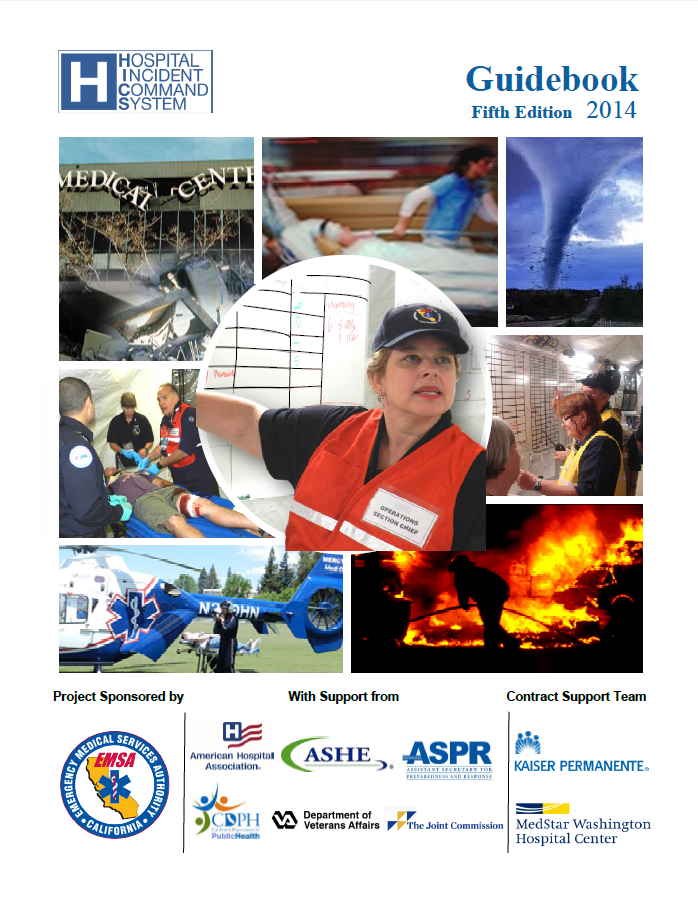 HOSPITAL
INCIDENT
COMMAND
SYSTEM
H
Guidebook
Fifth Edition 2014
MEDICAL CENTE
OPERATIONS
SECTION CHIEF
MERCY
Project Sponsored by
With Support from
Contract Support Team
EMERGENCY MEDICAL SERVICES AUTHORITY
EMSA
CALIFORNIA
H
American Hospital
Association®
ASHE®
ASPR
ASSISTANT SECRETARY FOR
PREPAREDNESS AND RESPONSE
KAISER PERMANENTE®
CDPH
California Department of
PublicHealth
VA
Department of
Veterans Affairs
The Joint Commission
MedStar Washington
Hospital Center